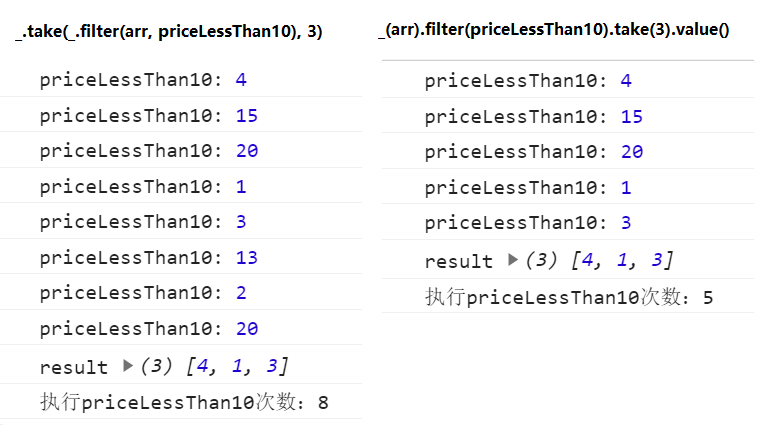 _.take(_.filter(arr, priceLessThan10), 3)
priceLessThan10: 4
priceLessThan10: 15
priceLessThan10: 20
priceLessThan10: 1
priceLessThan10: 3
priceLessThan10: 13
priceLessThan10: 2
priceLessThan10: 20
result ▶(3) [4, 1, 3]
执行priceLessThan10次数: 8
_(arr).filter(priceLessThan10).take(3).value()
priceLessThan10: 4
priceLessThan10: 15
priceLessThan10: 20
priceLessThan10: 1
priceLessThan10: 3
result ▶(3) [4, 1, 3]
执行priceLessThan10次数: 5